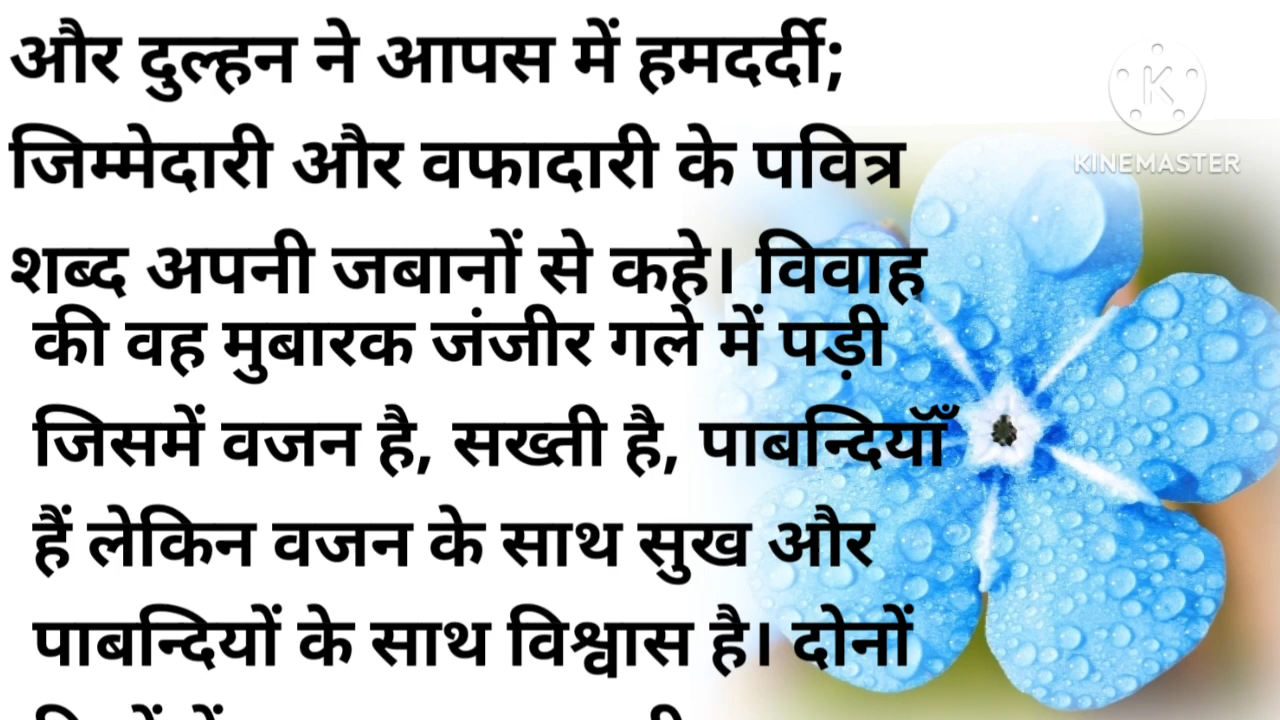 और दुल्हन ने आपस में हमदर्दी;
जिम्मेदारी और वफादारी के पवित्र
शब्द अपनी जबानों से कहे। विवाह
की वह मुबारक जंजीर गले में पड़ी
जिसमें वजन है, सख्ती है, पाबन्दियॉँ
हैं लेकिन वजन के साथ सुख और
पाबन्दियों के साथ विश्वास है। दोनों
KINEMASTER